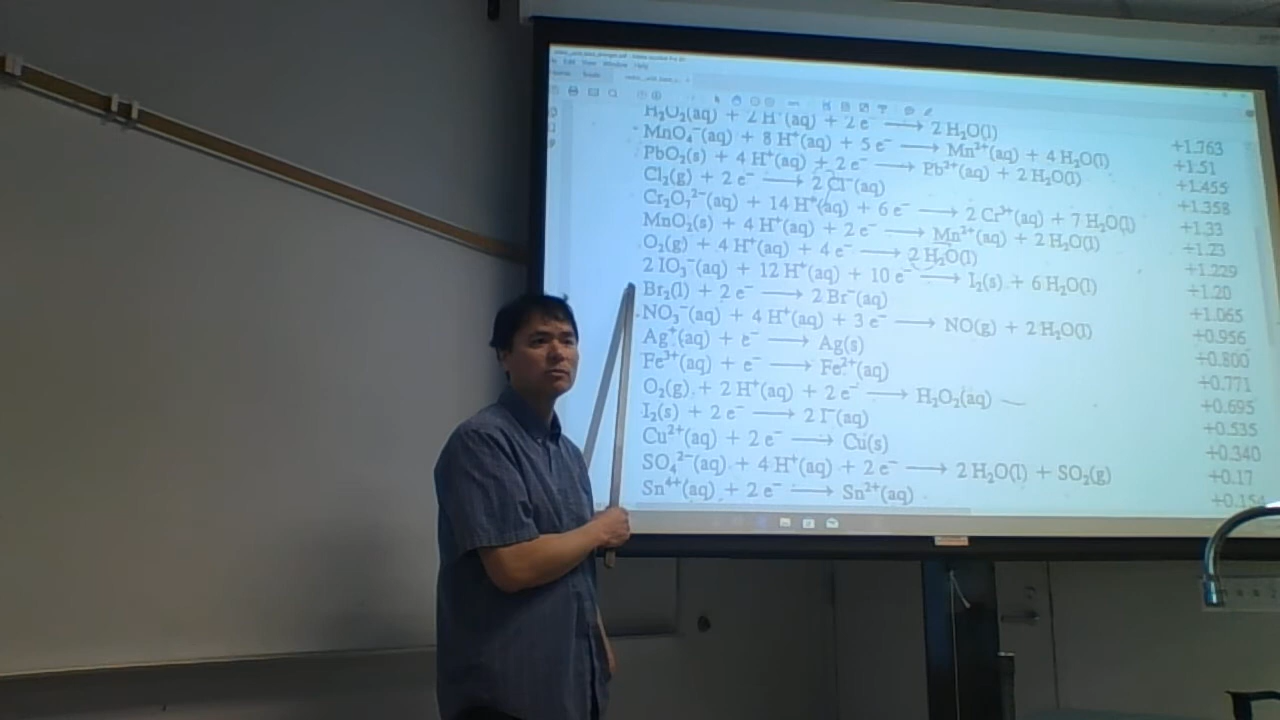 Edit View Window Help
H₂O₂(aq) + 2 H⁺(aq) + 2 e⁻ ⟶ 2 H₂O(l) +1.763
MnO₄⁻(aq) + 8 H⁺(aq) + 5 e⁻ ⟶ Mn²⁺(aq) + 4 H₂O(l) +1.51
PbO₂(s) + 4 H⁺(aq) + 2 e⁻ ⟶ Pb²⁺(aq) + 2 H₂O(l) +1.455
Cl₂(g) + 2 e⁻ ⟶ 2 Cl⁻(aq) +1.358
Cr₂O₇²⁻(aq) + 14 H⁺(aq) + 6 e⁻ ⟶ 2 Cr³⁺(aq) + 7 H₂O(l) +1.33
MnO₂(s) + 4 H⁺(aq) + 2 e⁻ ⟶ Mn²⁺(aq) + 2 H₂O(l) +1.23
O₂(g) + 4 H⁺(aq) + 4 e⁻ ⟶ 2 H₂O(l) +1.229
2 IO₃⁻(aq) + 12 H⁺(aq) + 10 e⁻ ⟶ I₂(s) + 6 H₂O(l) +1.20
Br₂(l) + 2 e⁻ ⟶ 2 Br⁻(aq) +1.065
NO₃⁻(aq) + 4 H⁺(aq) + 3 e⁻ ⟶ NO(g) + 2 H₂O(l) +0.956
Ag⁺(aq) + e⁻ ⟶ Ag(s) +0.800
Fe³⁺(aq) + e⁻ ⟶ Fe²⁺(aq) +0.771
O₂(g) + 2 H⁺(aq) + 2 e⁻ ⟶ H₂O₂(aq) +0.695
I₂(s) + 2 e⁻ ⟶ 2 I⁻(aq) +0.535
Cu²⁺(aq) + 2 e⁻ ⟶ Cu(s) +0.340
SO₄²⁻(aq) + 4 H⁺(aq) + 2 e⁻ ⟶ 2 H₂O(l) + SO₂(g) +0.17
Sn⁴⁺(aq) + 2 e⁻ ⟶ Sn²⁺(aq) +0.154